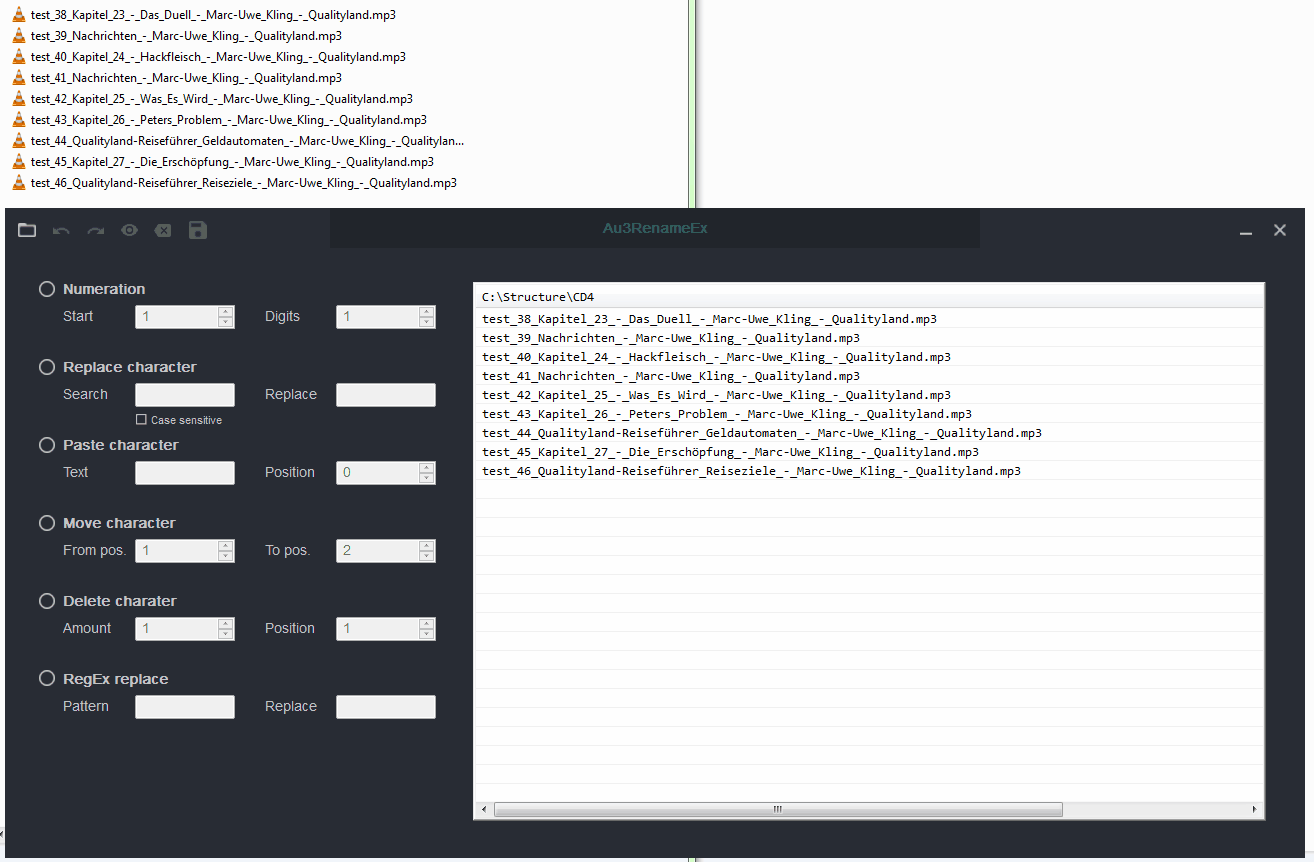 test_38_Kapitel_23_-_Das_Duell_-_Marc-Uwe_Kling_-_Qualityland.mp3
test_39_Nachrichten_-_Marc-Uwe_Kling_-_Qualityland.mp3
test_40_Kapitel_24_-_Hackfleisch_-_Marc-Uwe_Kling_-_Qualityland.mp3
test_41_Nachrichten_-_Marc-Uwe_Kling_-_Qualityland.mp3
test_42_Kapitel_25_-_Was_Es_Wird_-_Marc-Uwe_Kling_-_Qualityland.mp3
test_43_Kapitel_26_-_Peters_Problem_-_Marc-Uwe_Kling_-_Qualityland.mp3
test_44_Qualityland-Reiseführer_Geldautomaten_-_Marc-Uwe_Kling_-_Qualitylan...
test_45_Kapitel_27_-_Die_Erschöpfung_-_Marc-Uwe_Kling_-_Qualityland.mp3
test_46_Qualityland-Reiseführer_Reiseziele_-_Marc-Uwe_Kling_-_Qualityland.mp3
Au3RenameEx
Numeration
Start 1 Digits 1
Replace character
Search Replace
Case sensitive
Paste character
Text Position 0
Move character
From pos. 1 To pos. 2
Delete charater
Amount 1 Position 1
RegEx replace
Pattern Replace
C:\Structure\CD4
test_38_Kapitel_23_-_Das_Duell_-_Marc-Uwe_Kling_-_Qualityland.mp3
test_39_Nachrichten_-_Marc-Uwe_Kling_-_Qualityland.mp3
test_40_Kapitel_24_-_Hackfleisch_-_Marc-Uwe_Kling_-_Qualityland.mp3
test_41_Nachrichten_-_Marc-Uwe_Kling_-_Qualityland.mp3
test_42_Kapitel_25_-_Was_Es_Wird_-_Marc-Uwe_Kling_-_Qualityland.mp3
test_43_Kapitel_26_-_Peters_Problem_-_Marc-Uwe_Kling_-_Qualityland.mp3
test_44_Qualityland-Reiseführer_Geldautomaten_-_Marc-Uwe_Kling_-_Qualityland.mp3
test_45_Kapitel_27_-_Die_Erschöpfung_-_Marc-Uwe_Kling_-_Qualityland.mp3
test_46_Qualityland-Reiseführer_Reiseziele_-_Marc-Uwe_Kling_-_Qualityland.mp3